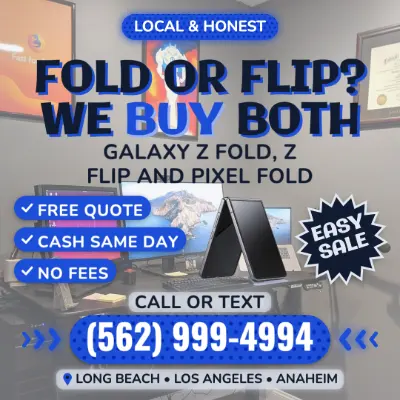 LOCAL & HONEST
FOLD OR FLIP?
WE BUY BOTH
GALAXY Z FOLD, Z
FLIP AND PIXEL FOLD
FREE QUOTE
CASH SAME DAY
NO FEES
EASY
SALE
CALL OR TEXT
(562) 999-4994
LONG BEACH • LOS ANGELES • ANAHEIM